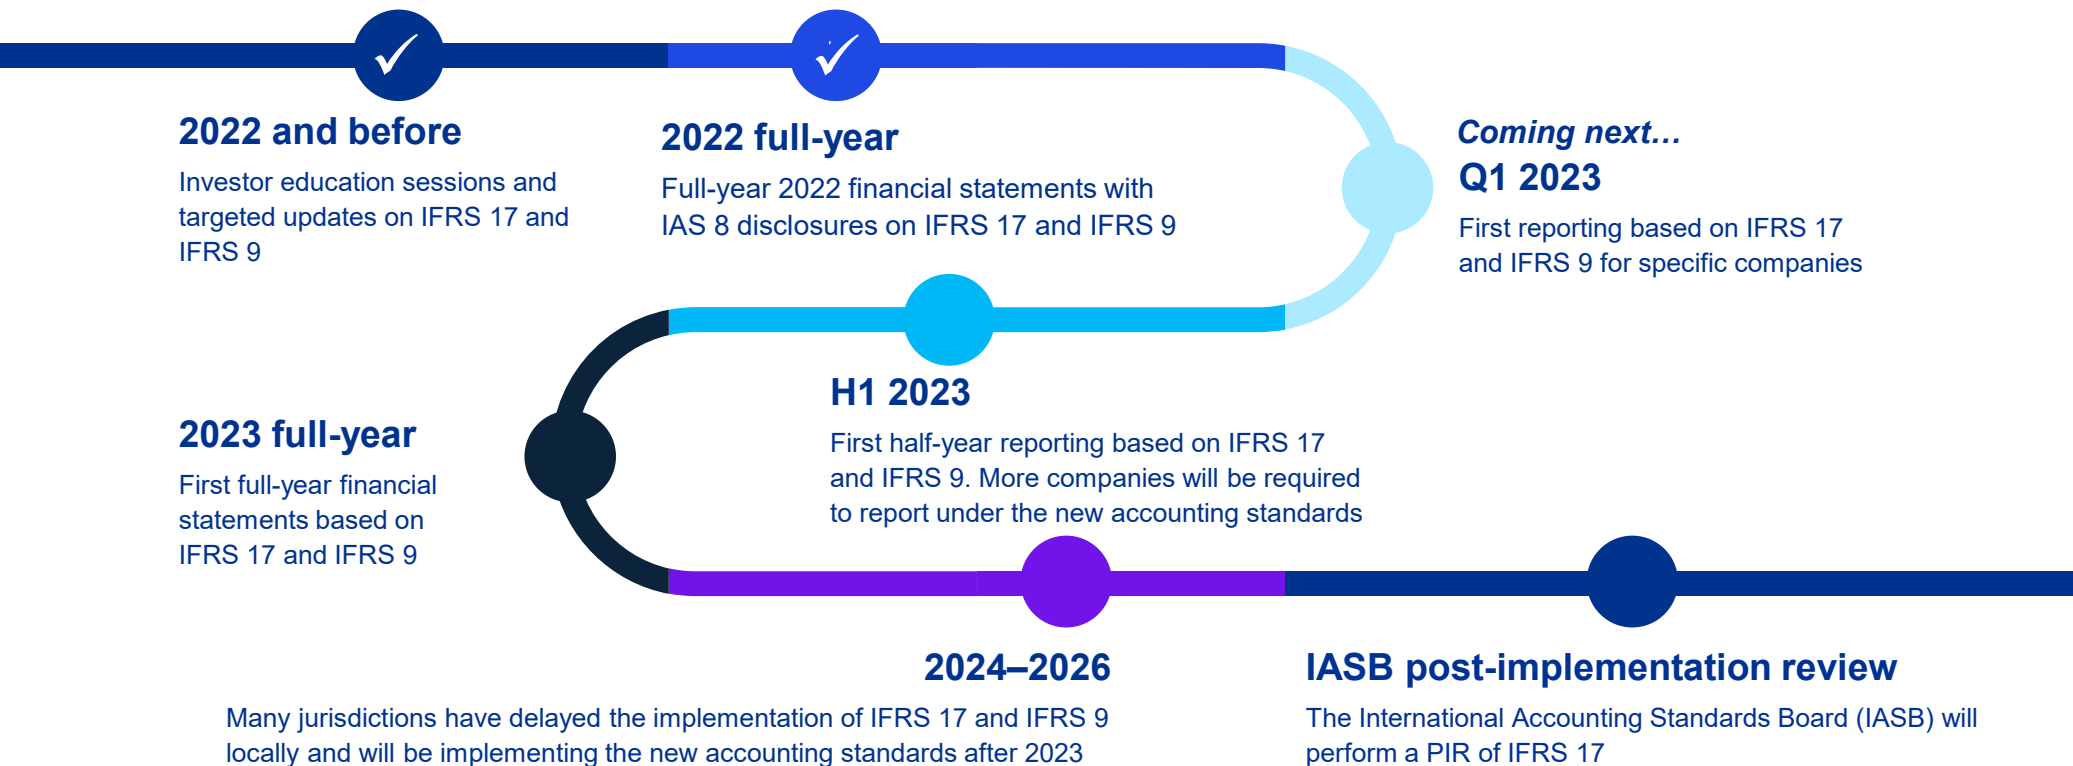 2022 and before
Investor education sessions and
targeted updates on IFRS 17 and
IFRS 9
2022 full-year
Full-year 2022 financial statements with
IAS 8 disclosures on IFRS 17 and IFRS 9
Coming next…
Q1 2023
First reporting based on IFRS 17
and IFRS 9 for specific companies
H1 2023
First half-year reporting based on IFRS 17
and IFRS 9. More companies will be required
to report under the new accounting standards
2023 full-year
First full-year financial
statements based on
IFRS 17 and IFRS 9
2024–2026
Many jurisdictions have delayed the implementation of IFRS 17 and IFRS 9
locally and will be implementing the new accounting standards after 2023
IASB post-implementation review
The International Accounting Standards Board (IASB) will
perform a PIR of IFRS 17